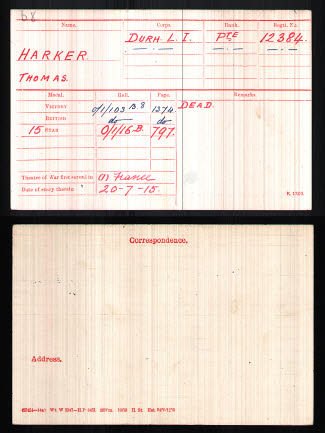 Name. Corps. Rank. Regtl. No.
HARKER. DURH. L. I. Pte 12384.
THOMAS.
Medal. Roll. Page. Remarks.
VICTORY 0/1/103 B.8 1374. DEAD.
BRITISH do do
15 STAR 0/1/16 B. 797.
Theatre of War first served in (1) France
Date of entry therein 20-7-15.
K. 1380
Correspondence.
Address.